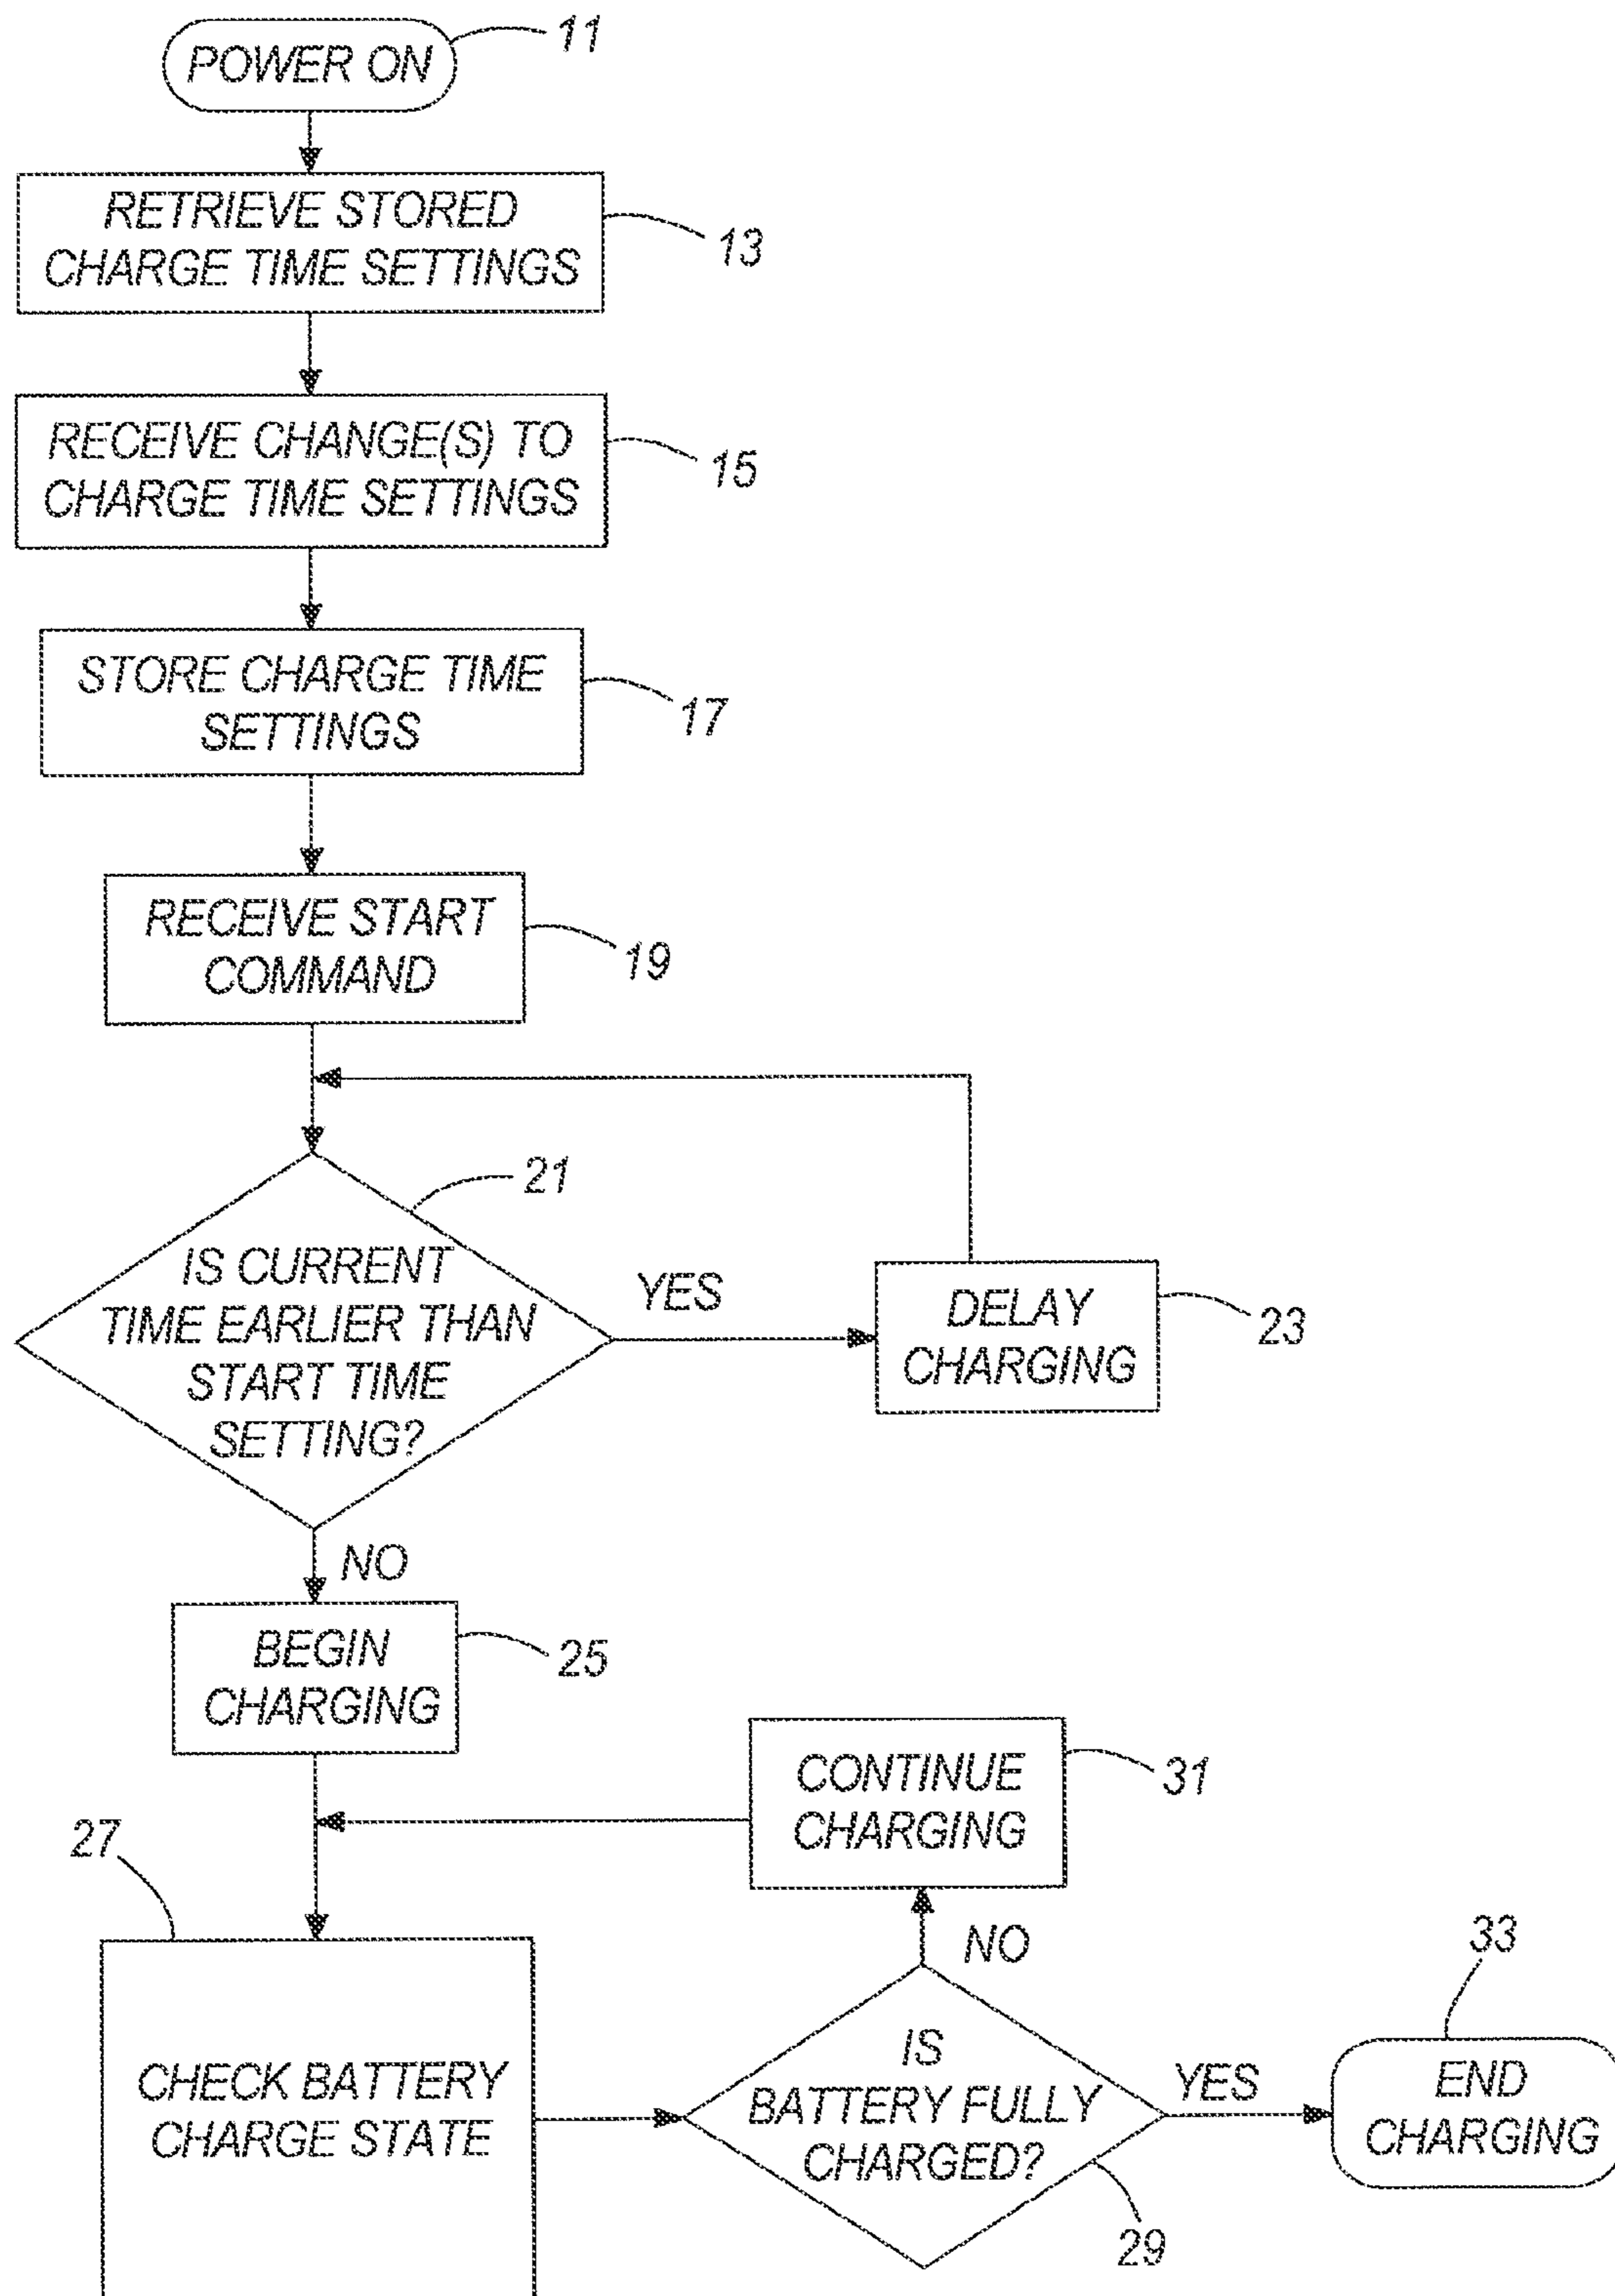 POWER ON
11
RETRIEVE STORED
CHARGE TIME SETTINGS
13
RECEIVE CHANGE(S) TO
CHARGE TIME SETTINGS
15
STORE CHARGE TIME
SETTINGS
17
RECEIVE START
COMMAND
19
21
IS CURRENT
TIME EARLIER THAN
START TIME
SETTING?
YES
DELAY
CHARGING
23
NO
BEGIN
CHARGING
25
CONTINUE
CHARGING
31
27
CHECK BATTERY
CHARGE STATE
NO
IS
BATTERY FULLY
CHARGED?
29
YES
33
END
CHARGING